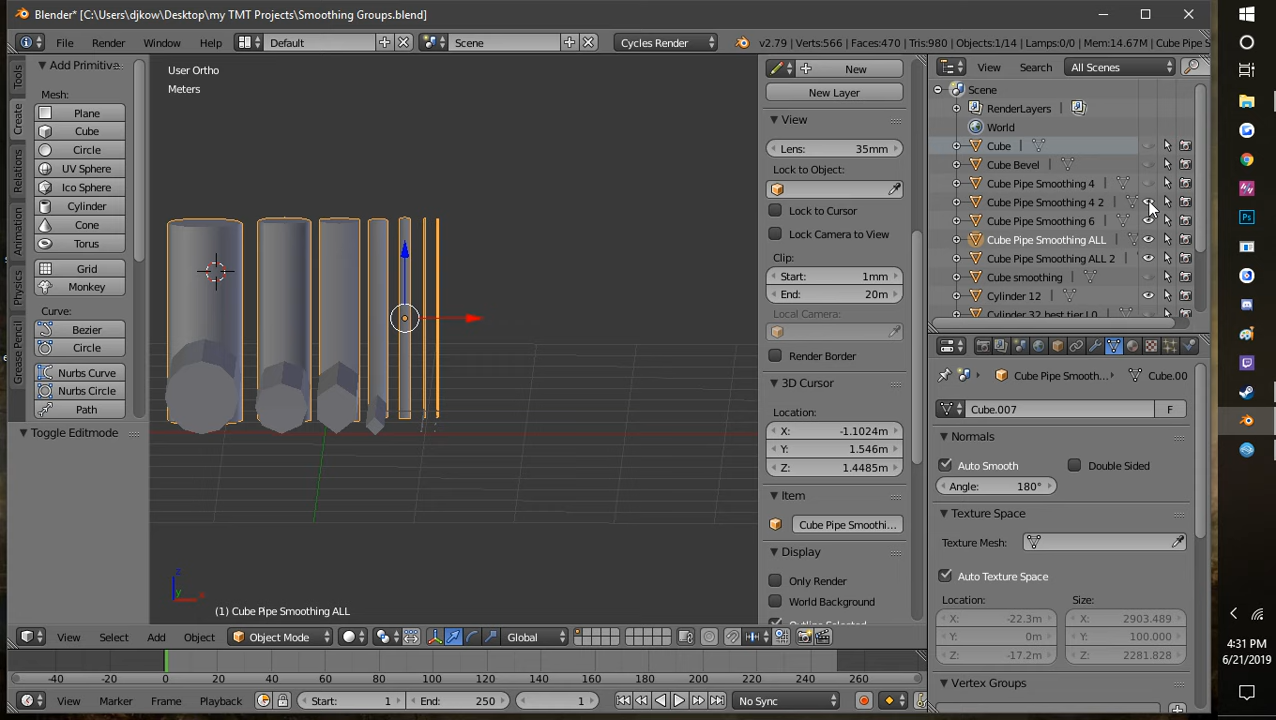 Blender* [C:\Users\djkow\Desktop\my TMT Projects\Smoothing Groups.blend]
File Render Window Help Default Scene Cycles Render v2.79 | Verts:566 | Faces:470 | Tris:980 | Objects:1/14 | Lamps:0/0 | Mem:14.67M | Cube Pipe S
Tools
Create
Relations
Animation
Physics
Grease Pencil
Add Primitive
Mesh:
Plane
Cube
Circle
UV Sphere
Ico Sphere
Cylinder
Cone
Torus
Grid
Monkey
Curve:
Bezier
Circle
Nurbs Curve
Nurbs Circle
Path
Toggle Editmode
User Ortho
Meters
z
y
x
(1) Cube Pipe Smoothing ALL
New
New Layer
View
Lens: 35mm
Lock to Object:
Lock to Cursor
Lock Camera to View
Clip:
Start: 1mm
End: 20m
Local Camera:
Render Border
3D Cursor
Location:
X: -1.1024m
Y: 1.546m
Z: 1.4485m
Item
Cube Pipe Smoothi...
Display
Only Render
World Background
Outline Selected
View Search All Scenes
Scene
RenderLayers
World
Cube
Cube Bevel
Cube Pipe Smoothing 4
Cube Pipe Smoothing 4 2
Cube Pipe Smoothing 6
Cube Pipe Smoothing ALL
Cube Pipe Smoothing ALL 2
Cube smoothing
Cylinder 12
Cylinder 32 best tier L0
Cube Pipe Smooth... Cube.00
Cube.007 F
Normals
Auto Smooth Double Sided
Angle: 180°
Texture Space
Texture Mesh:
Auto Texture Space
Location: Size:
X: -22.3m X: 2903.489
Y: 0m Y: 100.000
Z: -17.2m Z: 2281.828
Vertex Groups
View Select Add Object Object Mode Global
-40 -20 0 20 40 60 80 100 120 140 160 180 200 220 240 260
View Marker Frame Playback Start: 1 End: 250 1 No Sync
4:31 PM
6/21/2019